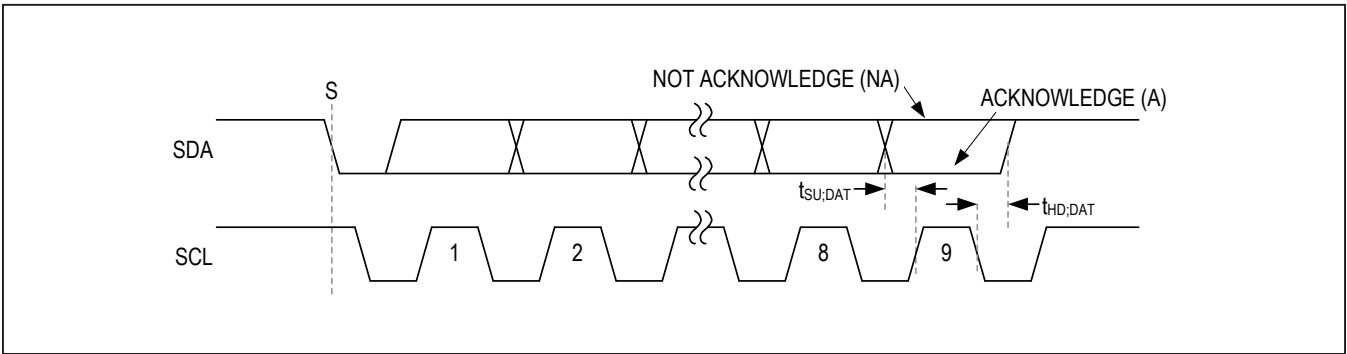 S
NOT ACKNOWLEDGE (NA)
ACKNOWLEDGE (A)
SDA
tSU;DAT
tHD;DAT
SCL
1
2
8
9